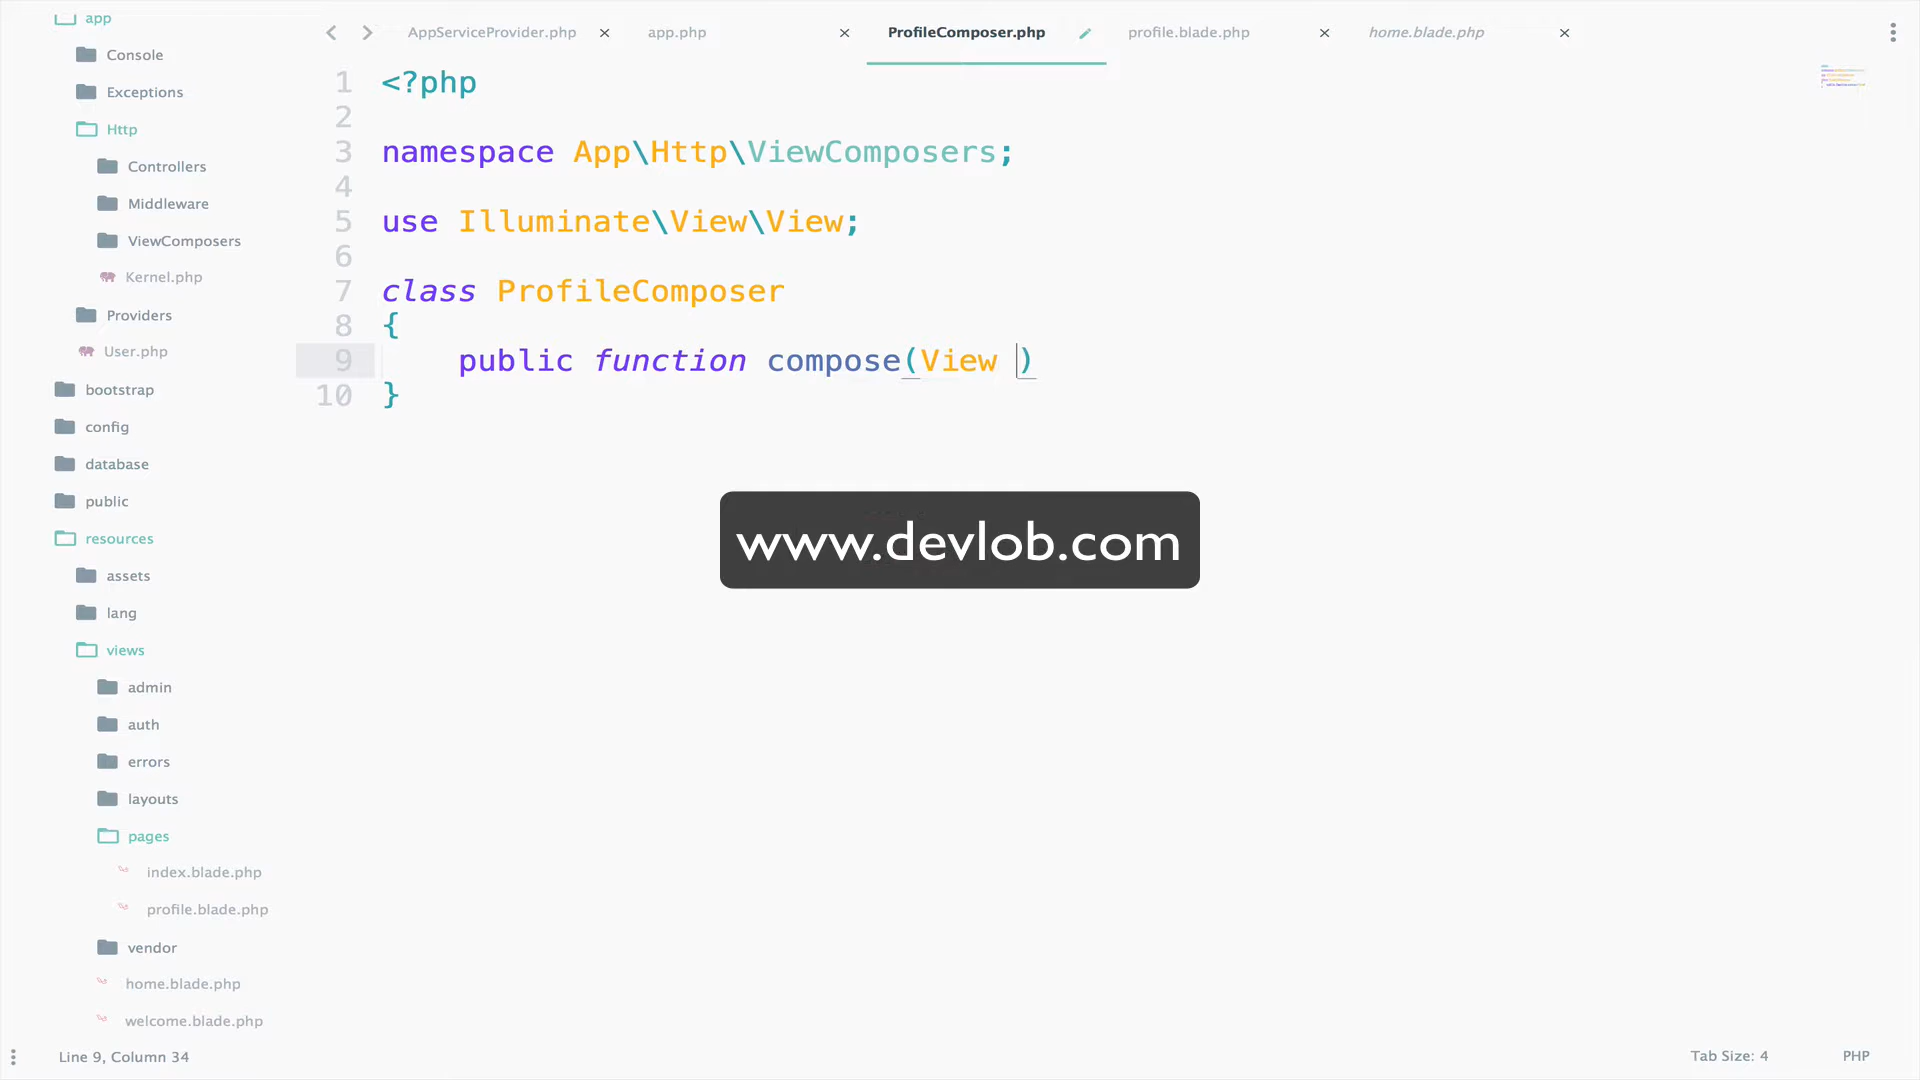 app
Console
Exceptions
Http
Controllers
Middleware
ViewComposers
Kernel.php
Providers
User.php
bootstrap
config
database
public
resources
assets
lang
views
admin
auth
errors
layouts
pages
index.blade.php
profile.blade.php
vendor
home.blade.php
welcome.blade.php
AppServiceProvider.php app.php ProfileComposer.php profile.blade.php home.blade.php
1 <?php
2
3 namespace App\Http\ViewComposers;
4
5 use Illuminate\View\View;
6
7 class ProfileComposer
8 {
9 public function compose(View )
10 }
www.devlob.com
Line 9, Column 34 Tab Size: 4 PHP